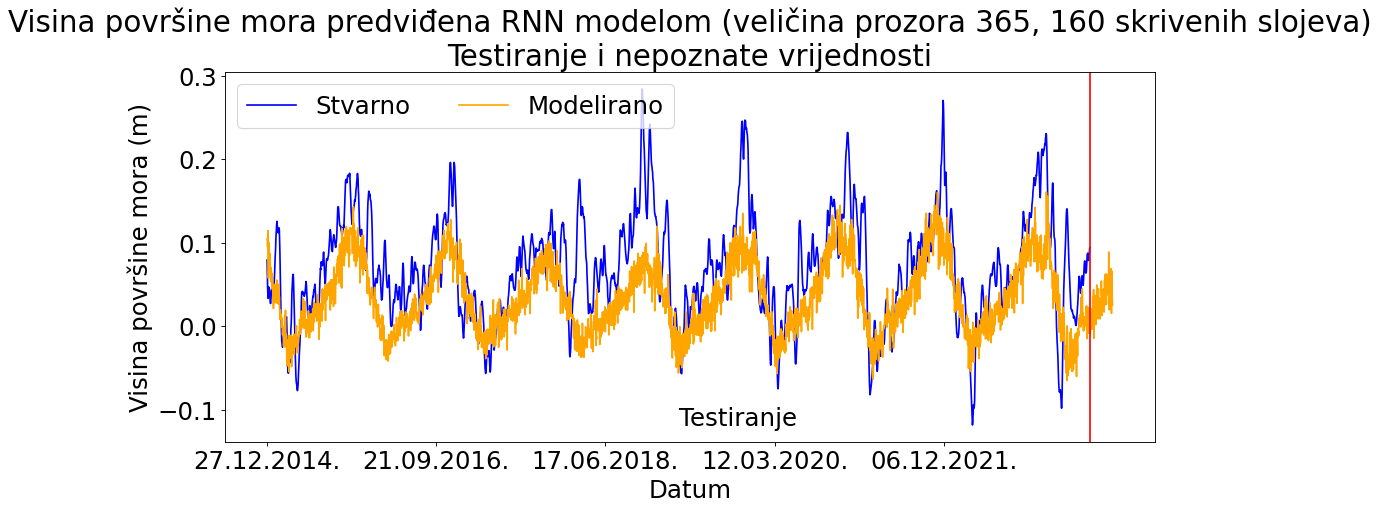 Visina površine mora predviđena RNN modelom (veličina prozora 365, 160 skrivenih slojeva)
Testiranje i nepoznate vrijednosti
Stvarno
Modelirano
Visina površine mora (m)
0.3
0.2
0.1
0.0
−0.1
Testiranje
27.12.2014.
21.09.2016.
17.06.2018.
12.03.2020.
06.12.2021.
Datum